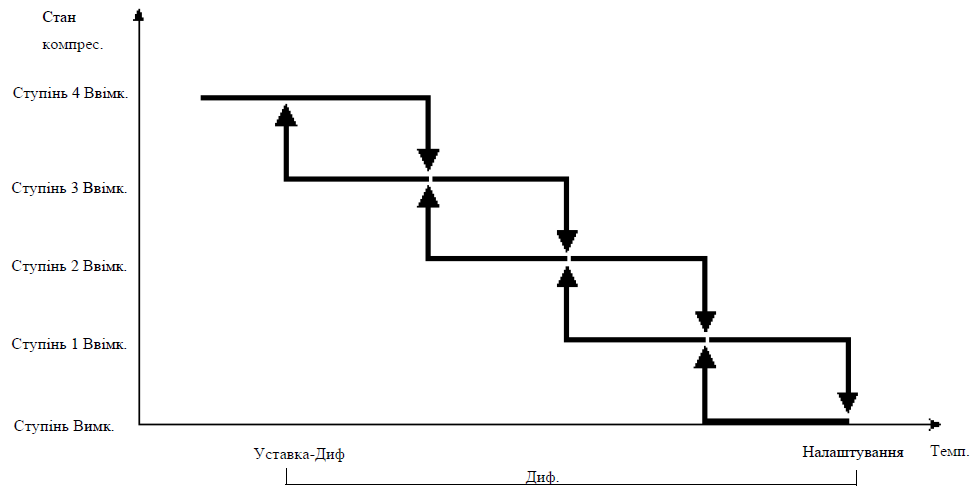 Стан
компрес.
Ступінь 4 Ввімк.
Ступінь 3 Ввімк.
Ступінь 2 Ввімк.
Ступінь 1 Ввімк.
Ступінь Вимк.
Уставка-Диф
Налаштування
Темп.
Диф.